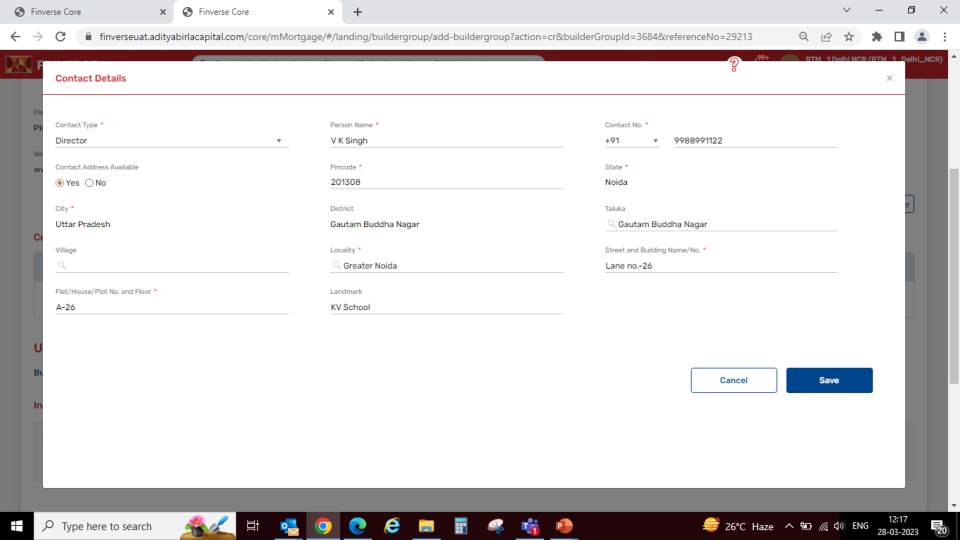 Finverse Core
Finverse Core
finverseuat.adityabirlacapital.com/core/mMortgage/#/landing/buildergroup/add-buildergroup?action=cr&builderGroupId=3684&referenceNo=29213
99+
Contact Details
Contact Type *
Person Name *
Contact No. *
Director
V K Singh
+91
9988991122
Contact Address Available
Pincode *
State *
Yes No
201308
Noida
City *
District
Taluka
Uttar Pradesh
Gautam Buddha Nagar
Gautam Buddha Nagar
Village
Locality *
Street and Building Name/No. *
Greater Noida
Lane no.-26
Flat/House/Plot No. and Floor *
Landmark
A-26
KV School
Cancel
Save
Type here to search
26°C Haze
ENG
12:17
28-03-2023
20